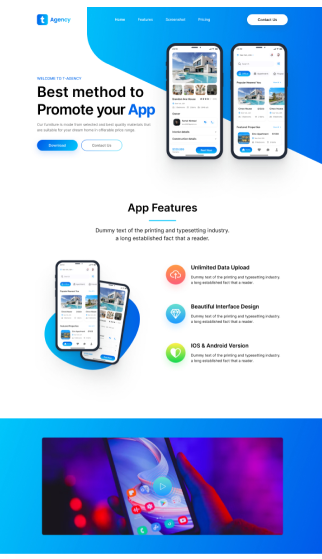 t Agency
Home Features Screenshot Pricing
Contact Us
WELCOME TO T-AGENCY
Best method to
Promote your App
Our furniture is made from selected and best quality materials that
are suitable for your dream home in affordable price range.
Download
Contact Us
App Features
Dummy text of the printing and typesetting industry.
a long established fact that a reader.
Unlimited Data Upload
Dummy text of the printing and typesetting industry.
a long established fact that a reader.
Beautiful Interface Design
Dummy text of the printing and typesetting industry.
a long established fact that a reader.
IOS & Android Version
Dummy text of the printing and typesetting industry.
a long established fact that a reader.